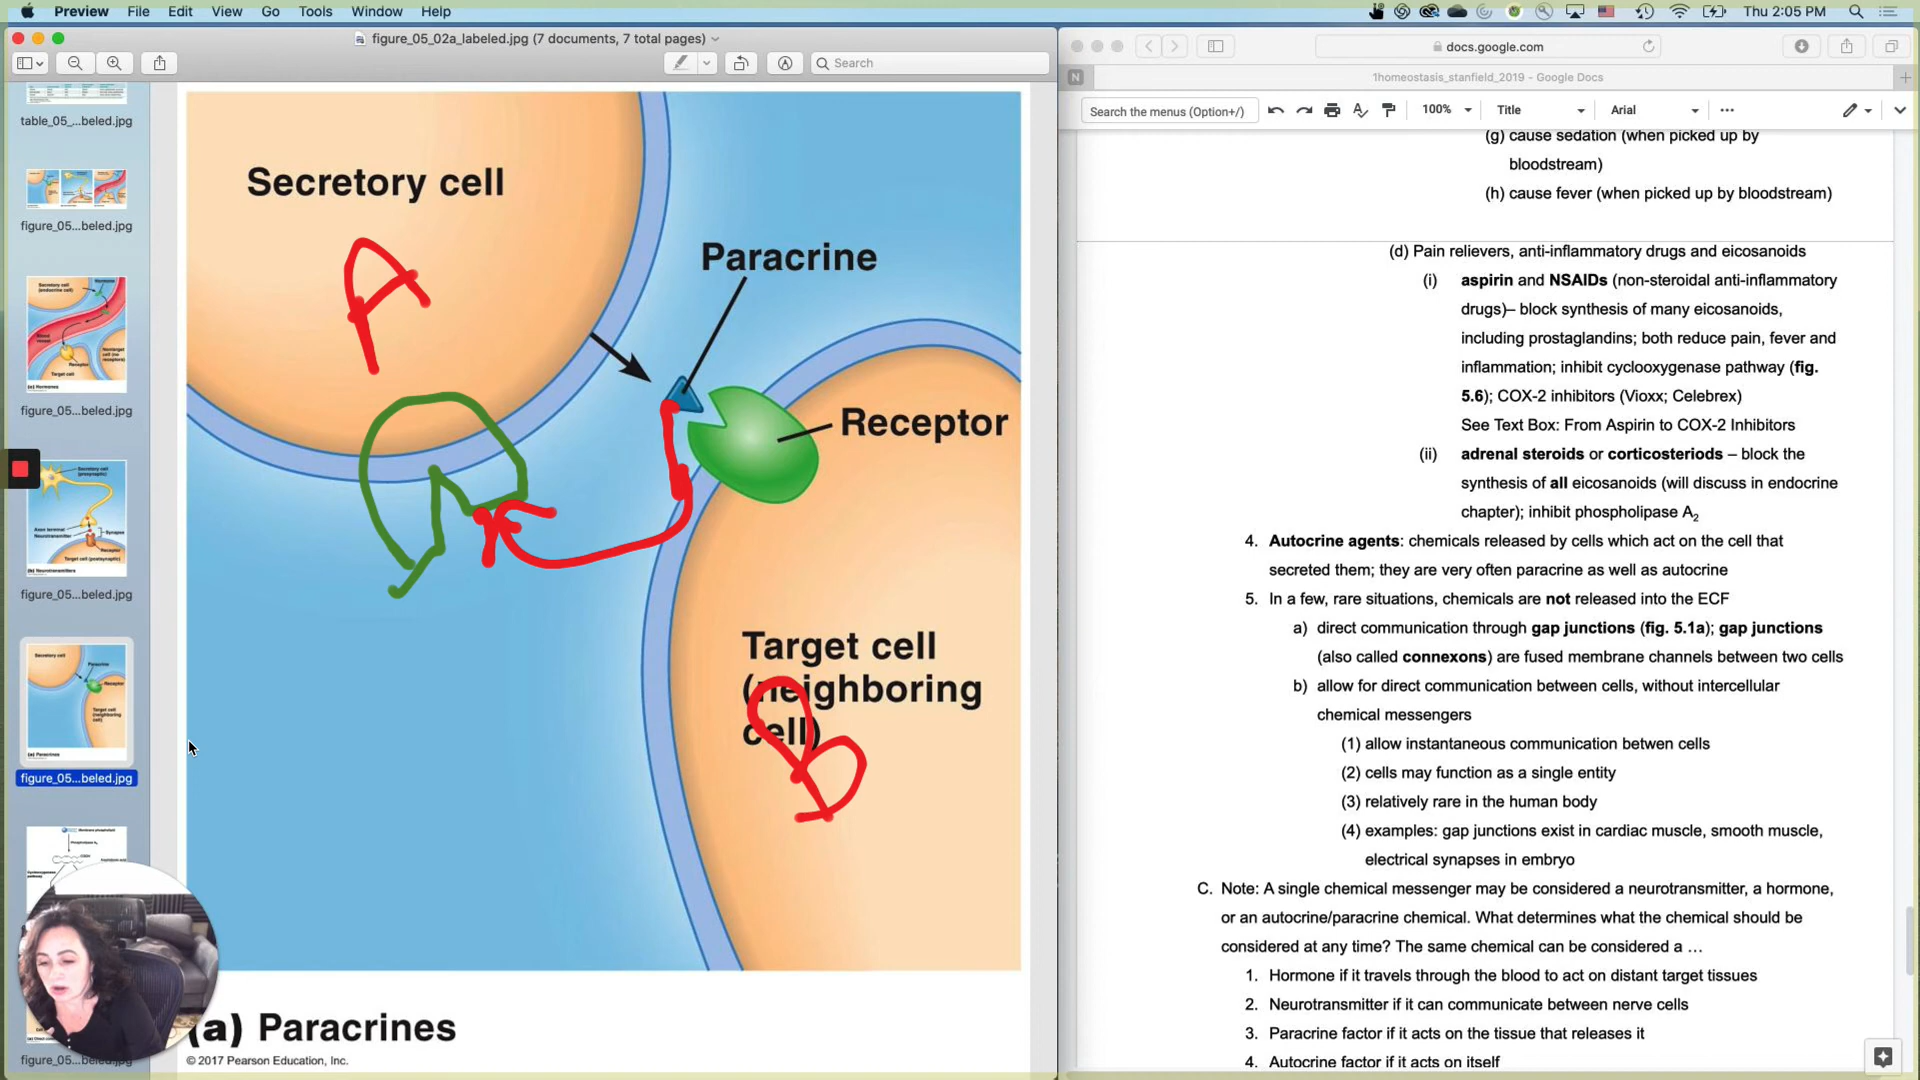 Preview File Edit View Go Tools Window Help
Thu 2:05 PM
figure_05_02a_labeled.jpg (7 documents, 7 total pages)
Search
table_05_...beled.jpg
figure_05...beled.jpg
figure_05...beled.jpg
figure_05...beled.jpg
figure_05...beled.jpg
figure_05...beled.jpg
Secretory cell
A
Paracrine
Receptor
Target cell
(neighboring
cell)
B
(a) Paracrines
© 2017 Pearson Education, Inc.
docs.google.com
N
1homeostasis_stanfield_2019 - Google Docs
Search the menus (Option+/)
100%
Title
Arial
(g) cause sedation (when picked up by
bloodstream)
(h) cause fever (when picked up by bloodstream)
(d) Pain relievers, anti-inflammatory drugs and eicosanoids
(i) aspirin and NSAIDs (non-steroidal anti-inflammatory
drugs)– block synthesis of many eicosanoids,
including prostaglandins; both reduce pain, fever and
inflammation; inhibit cyclooxygenase pathway (fig.
5.6); COX-2 inhibitors (Vioxx; Celebrex)
See Text Box: From Aspirin to COX-2 Inhibitors
(ii) adrenal steroids or corticosteriods – block the
synthesis of all eicosanoids (will discuss in endocrine
chapter); inhibit phospholipase A2
4. Autocrine agents: chemicals released by cells which act on the cell that
secreted them; they are very often paracrine as well as autocrine
5. In a few, rare situations, chemicals are not released into the ECF
a) direct communication through gap junctions (fig. 5.1a); gap junctions
(also called connexons) are fused membrane channels between two cells
b) allow for direct communication between cells, without intercellular
chemical messengers
(1) allow instantaneous communication betwen cells
(2) cells may function as a single entity
(3) relatively rare in the human body
(4) examples: gap junctions exist in cardiac muscle, smooth muscle,
electrical synapses in embryo
C. Note: A single chemical messenger may be considered a neurotransmitter, a hormone,
or an autocrine/paracrine chemical. What determines what the chemical should be
considered at any time? The same chemical can be considered a …
1. Hormone if it travels through the blood to act on distant target tissues
2. Neurotransmitter if it can communicate between nerve cells
3. Paracrine factor if it acts on the tissue that releases it
4. Autocrine factor if it acts on itself